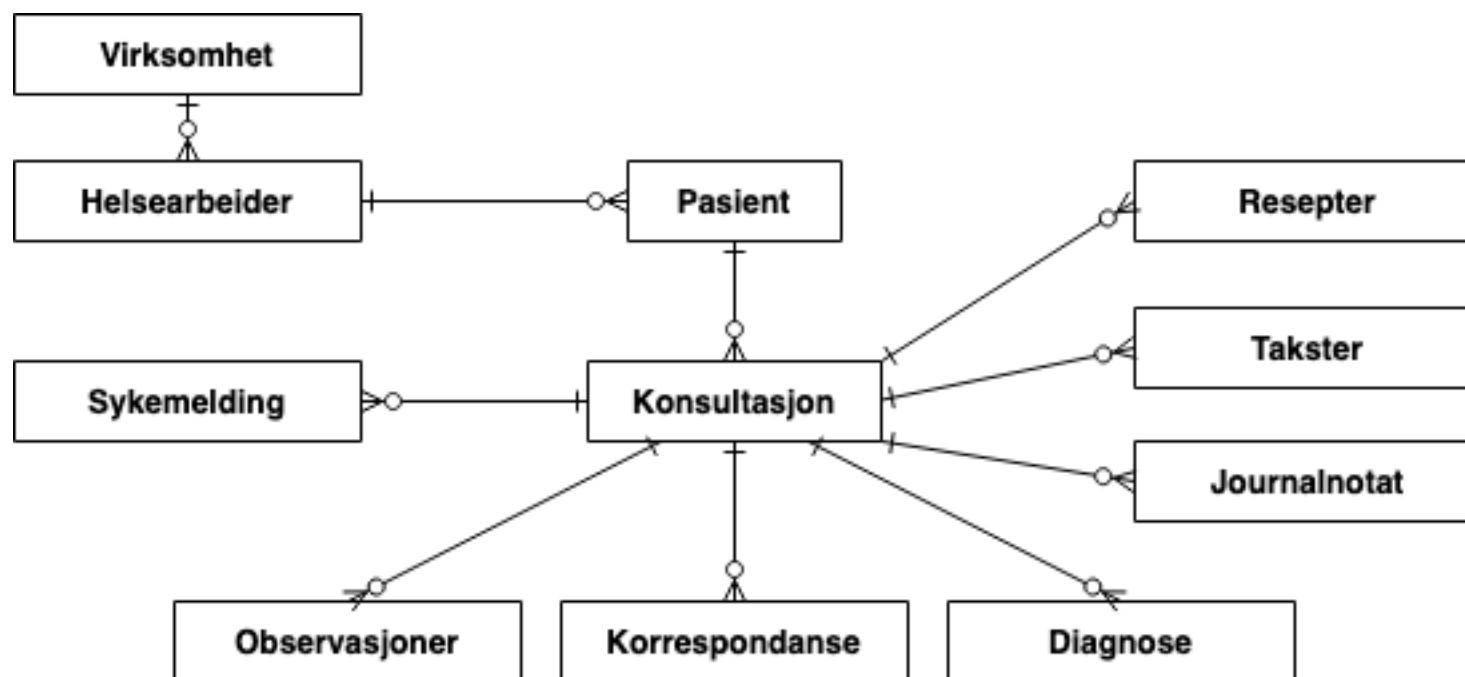 Virksomhet
Helsearbeider
Pasient
Resepter
Takster
Sykemelding
Konsultasjon
Journalnotat
Observasjoner
Korrespondanse
Diagnose